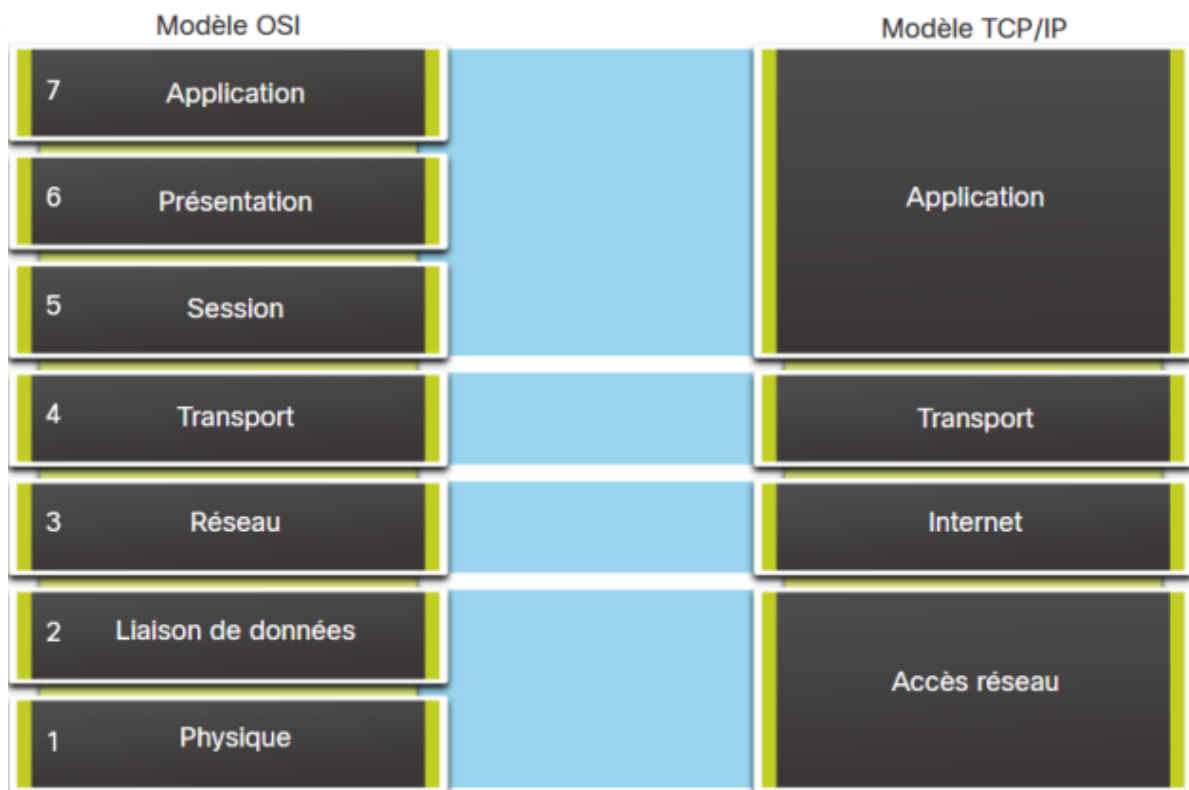 Modèle OSI
Modèle TCP/IP
7 Application
6 Présentation
5 Session
4 Transport
3 Réseau
2 Liaison de données
1 Physique
Application
Transport
Internet
Accès réseau